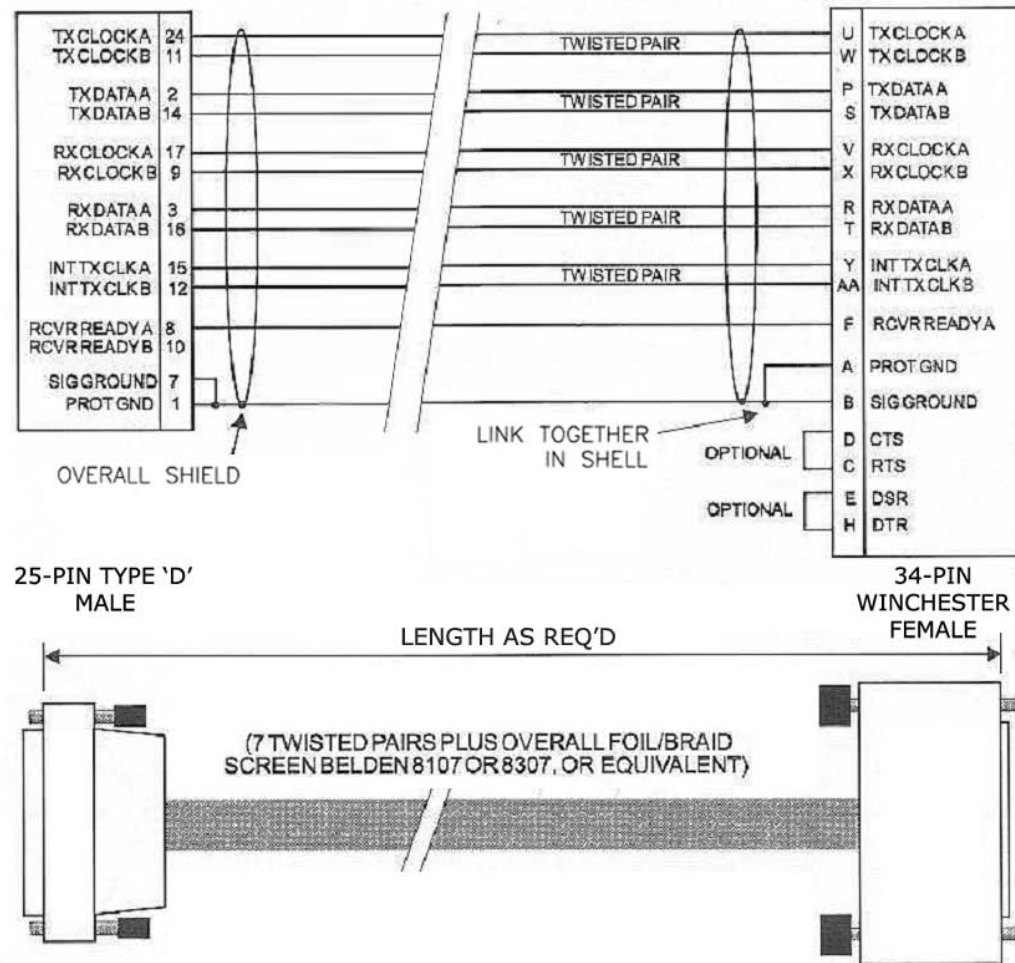 TXCLOCKA 24
TXCLOCKB 11
TXDATAA 2
TXDATAB 14
RXCLOCKA 17
RXCLOCKB 9
RXDATAA 3
RXDATAB 16
INTTXCLKA 15
INTTXCLKB 12
RCVRREADYA 8
RCVRREADYB 10
SIGGROUND 7
PROTGND 1
OVERALL SHIELD
TWISTED PAIR
TWISTED PAIR
TWISTED PAIR
TWISTED PAIR
TWISTED PAIR
LINK TOGETHER
IN SHELL
U TXCLOCKA
W TXCLOCKB
P TXDATAA
S TXDATAB
V RXCLOCKA
X RXCLOCKB
R RXDATAA
T RXDATAB
Y INTTXCLKA
AA INTTXCLKB
F RCVRREADYA
A PROTGND
B SIGGROUND
OPTIONAL
D CTS
C RTS
OPTIONAL
E DSR
H DTR
25-PIN TYPE ‘D’
MALE
34-PIN
WINCHESTER
FEMALE
LENGTH AS REQ’D
(7 TWISTED PAIRS PLUS OVERALL FOIL/BRAID
SCREEN BELDEN 8107 OR 8307, OR EQUIVALENT)